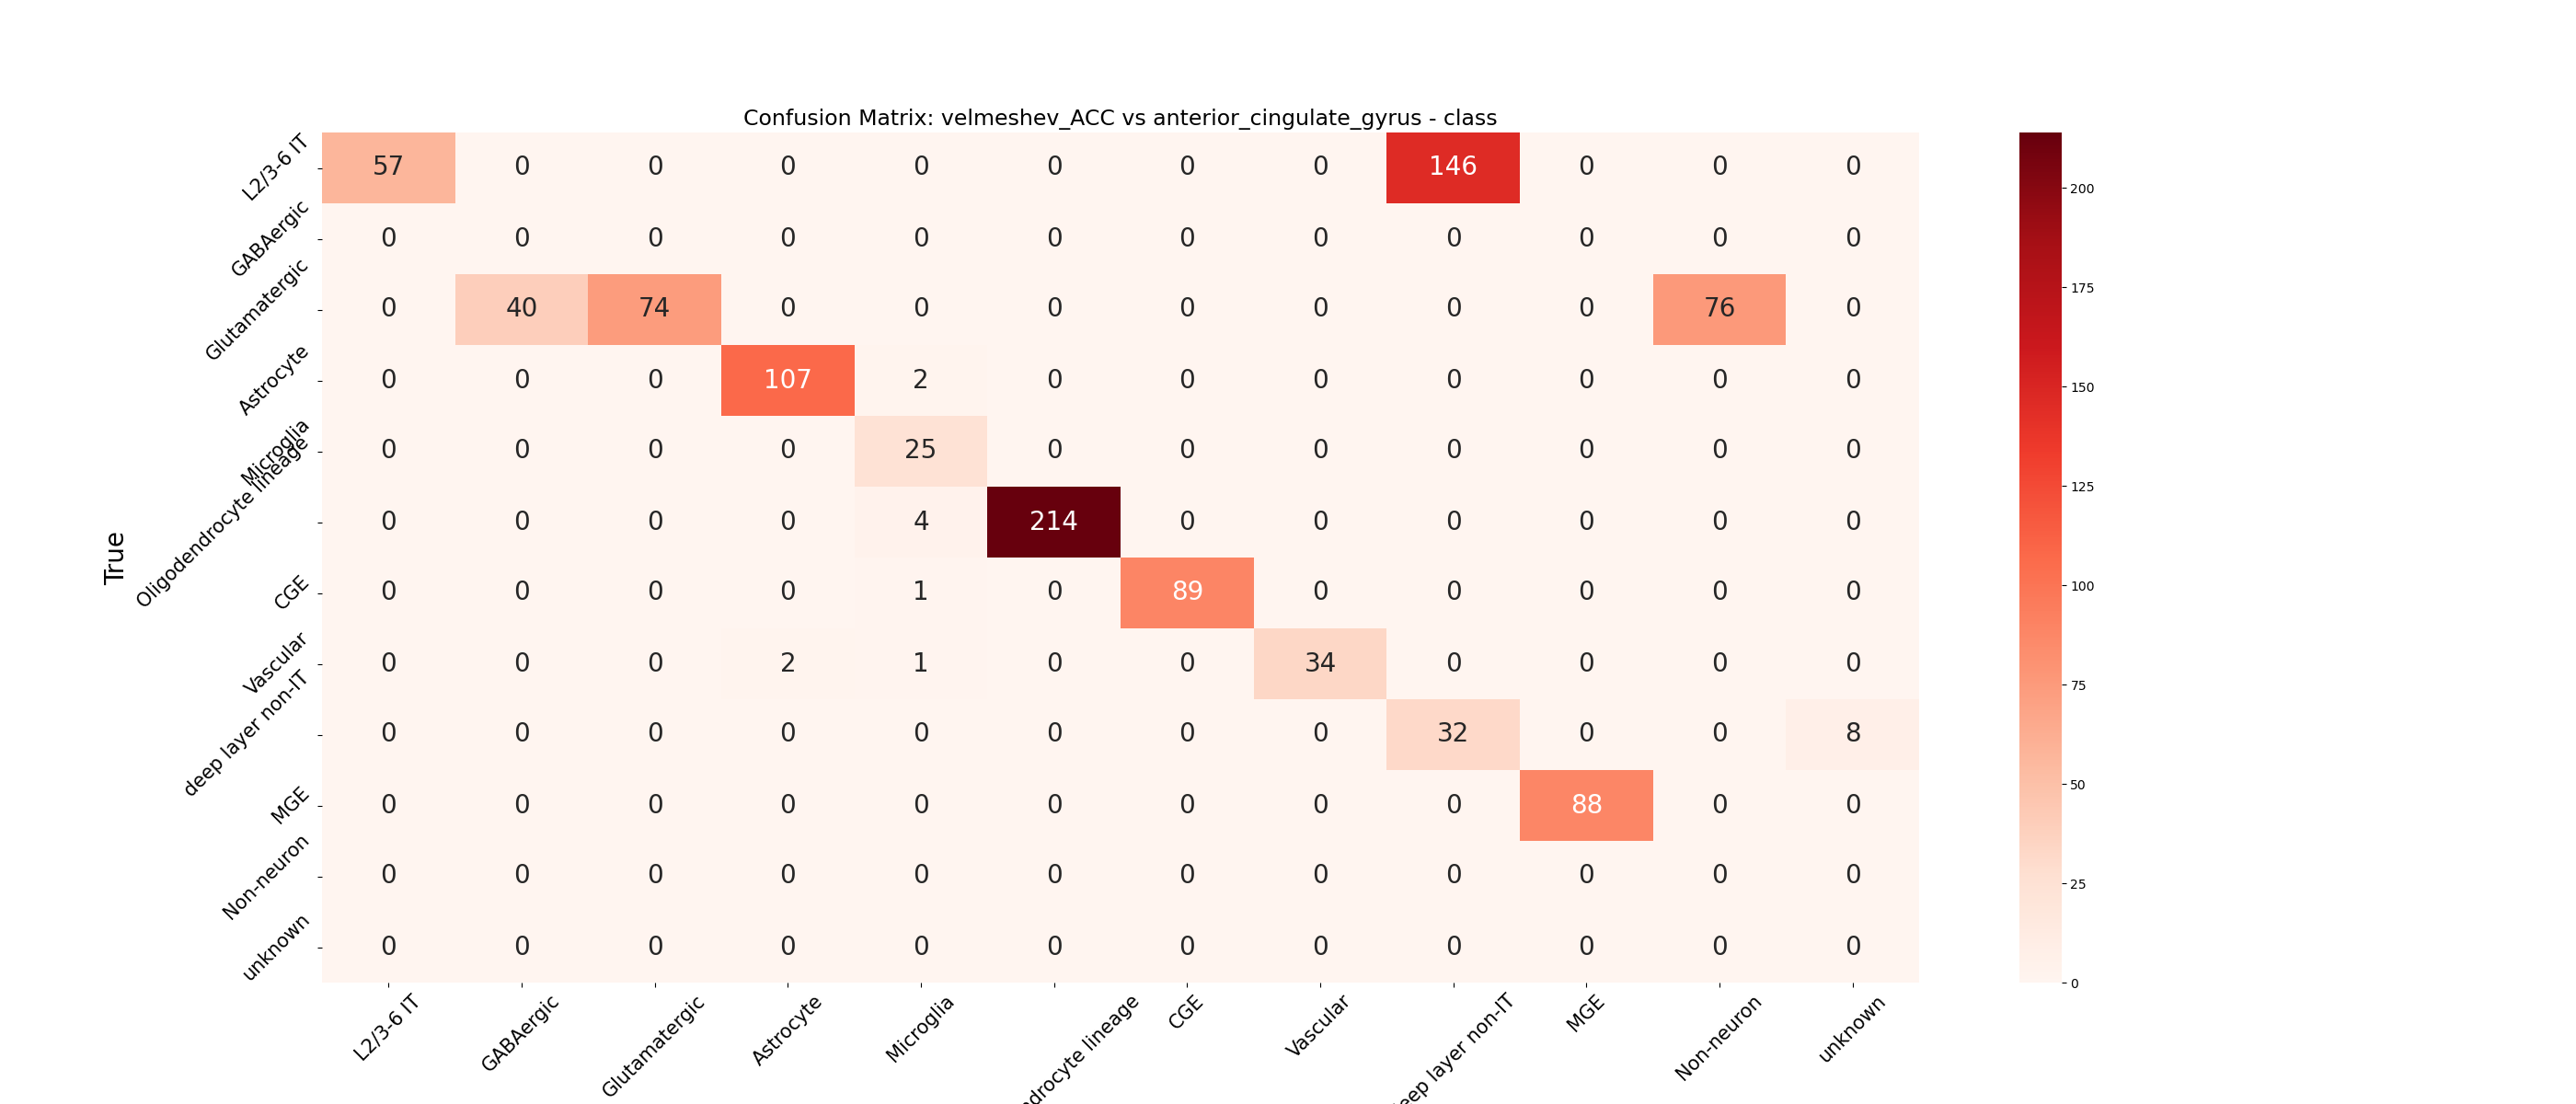 Confusion Matrix: velmeshev_ACC vs anterior_cingulate_gyrus - class
True
L2/3-6 IT 57 0 0 0 0 0 0 0 146 0 0 0
GABAergic 0 0 0 0 0 0 0 0 0 0 0 0
Glutamatergic 0 40 74 0 0 0 0 0 0 0 76 0
Astrocyte 0 0 0 107 2 0 0 0 0 0 0 0
Microglia 0 0 0 0 25 0 0 0 0 0 0 0
Oligodendrocyte lineage 0 0 0 0 4 214 0 0 0 0 0 0
CGE 0 0 0 0 1 0 89 0 0 0 0 0
Vascular 0 0 0 2 1 0 0 34 0 0 0 0
deep layer non-IT 0 0 0 0 0 0 0 0 32 0 0 8
MGE 0 0 0 0 0 0 0 0 0 88 0 0
Non-neuron 0 0 0 0 0 0 0 0 0 0 0 0
unknown 0 0 0 0 0 0 0 0 0 0 0 0
L2/3-6 IT
GABAergic
Glutamatergic
Astrocyte
Microglia
ndrocyte lineage
CGE
Vascular
eep layer non-IT
MGE
Non-neuron
unknown
200
175
150
125
100
75
50
25
0